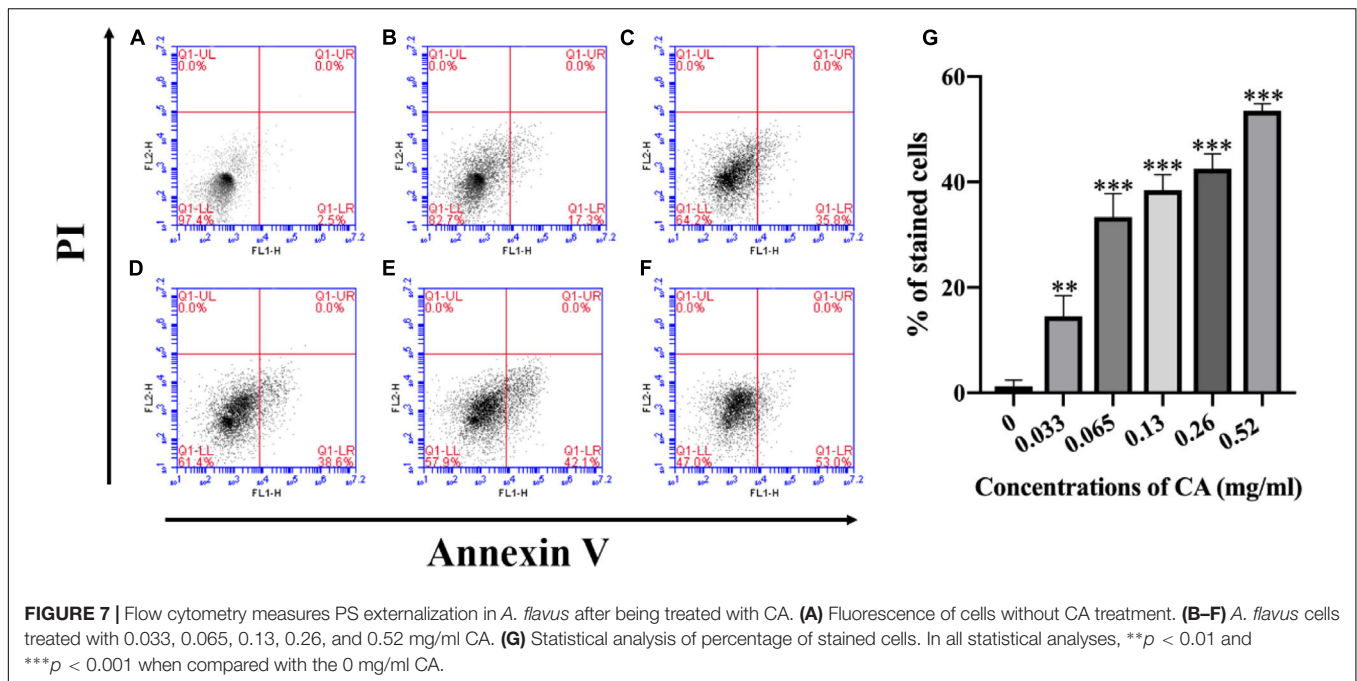 A
Q1-UL
0.0%
Q1-UR
0.0%
Q1-LL
97.4%
Q1-LR
2.5%
FL2-H
FL1-H
B
Q1-UL
0.0%
Q1-UR
0.0%
Q1-LL
82.7%
Q1-LR
17.3%
FL2-H
FL1-H
C
Q1-UL
0.0%
Q1-UR
0.0%
Q1-LL
64.2%
Q1-LR
35.8%
FL2-H
FL1-H
D
Q1-UL
0.0%
Q1-UR
0.0%
Q1-LL
61.4%
Q1-LR
38.6%
FL2-H
FL1-H
E
Q1-UL
0.0%
Q1-UR
0.0%
Q1-LL
57.9%
Q1-LR
42.1%
FL2-H
FL1-H
F
Q1-UL
0.0%
Q1-UR
0.0%
Q1-LL
47.0%
Q1-LR
53.0%
FL2-H
FL1-H
PI
Annexin V
G
% of stained cells
60
40
20
0
** *** *** *** ***
0 0.033 0.065 0.13 0.26 0.52
Concentrations of CA (mg/ml)
FIGURE 7 | Flow cytometry measures PS externalization in A. flavus after being treated with CA. (A) Fluorescence of cells without CA treatment. (B–F) A. flavus cells
treated with 0.033, 0.065, 0.13, 0.26, and 0.52 mg/ml CA. (G) Statistical analysis of percentage of stained cells. In all statistical analyses, **p < 0.01 and
***p < 0.001 when compared with the 0 mg/ml CA.